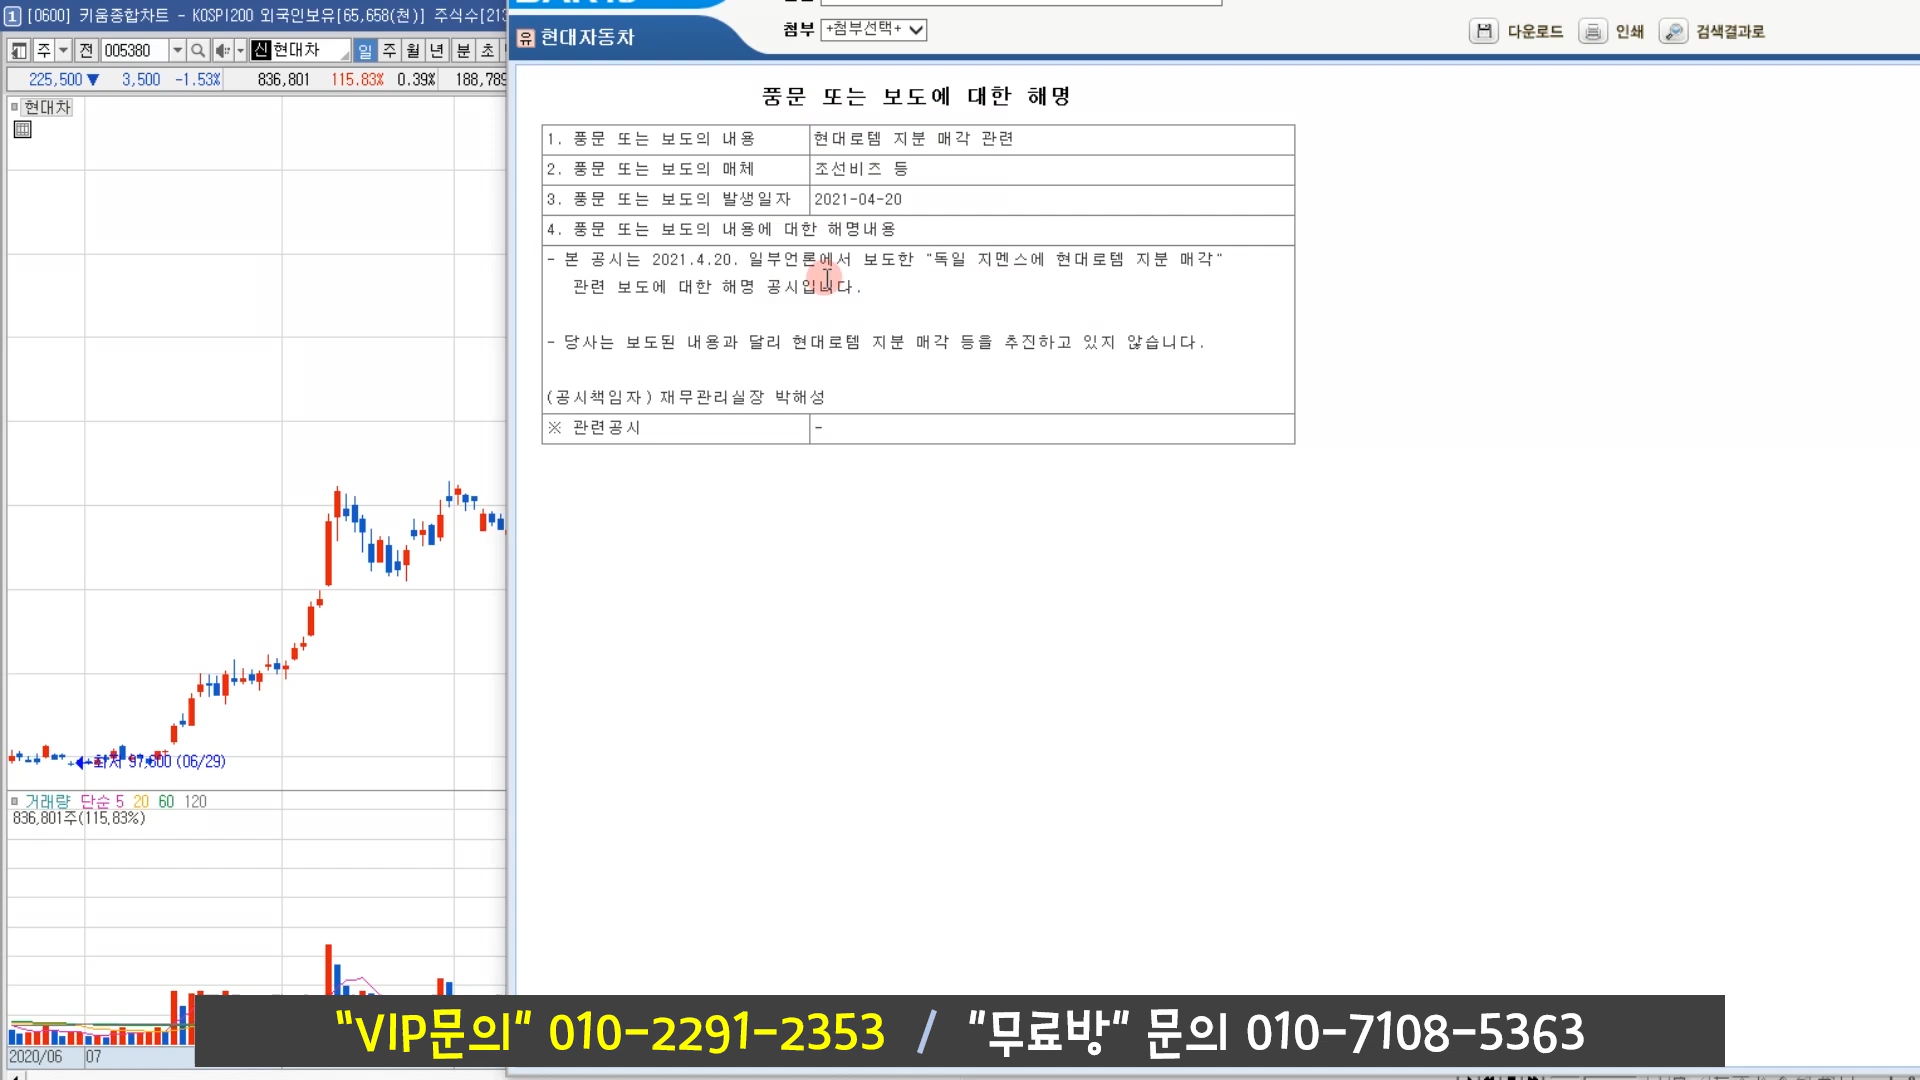 1 [0600] 키움종합차트 - KOSPI200 외국인보유[65,658(천)] 주식수[213
주 전 005380 신 현대차 일 주 월 년 분 초
225,500▼ 3,500 -1.53% 836,801 115.83% 0.39% 188,789
현대차
첨부 +첨부선택+
유 현대자동차
다운로드 인쇄 검색결과로
풍문 또는 보도에 대한 해명
1. 풍문 또는 보도의 내용 현대로템 지분 매각 관련
2. 풍문 또는 보도의 매체 조선비즈 등
3. 풍문 또는 보도의 발생일자 2021-04-20
4. 풍문 또는 보도의 내용에 대한 해명내용
- 본 공시는 2021.4.20. 일부언론에서 보도한 "독일 지멘스에 현대로템 지분 매각"
관련 보도에 대한 해명 공시입니다.
- 당사는 보도된 내용과 달리 현대로템 지분 매각 등을 추진하고 있지 않습니다.
(공시책임자)재무관리실장 박해성
※ 관련공시 -
최저 97,600 (06/29)
거래량 단순 5 20 60 120
836,801주(115,83%)
2020/06 07
"VIP문의" 010-2291-2353 / "무료방" 문의 010-7108-5363